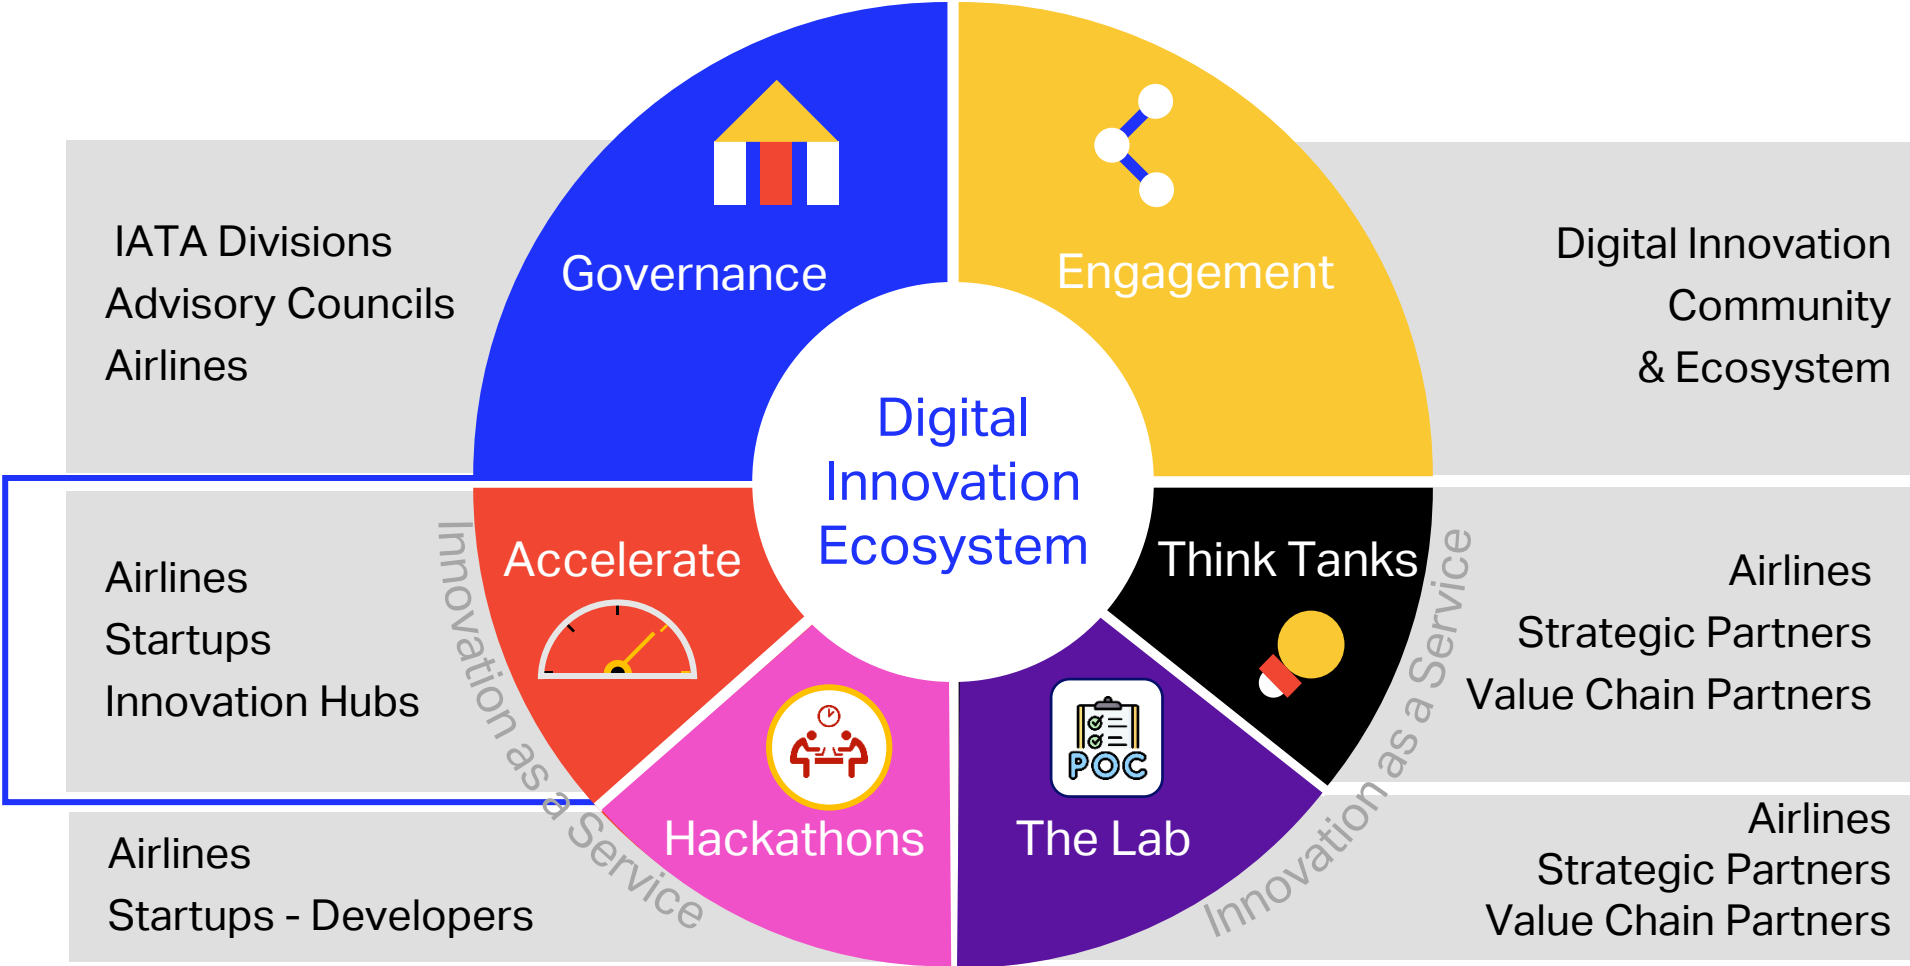 IATA Divisions
Advisory Councils
Airlines
Governance
Engagement
Digital Innovation
Community
& Ecosystem
Digital
Innovation
Ecosystem
Airlines
Startups
Innovation Hubs
Accelerate
Think Tanks
Airlines
Strategic Partners
Value Chain Partners
Innovation as a Service
Innovation as a Service
POC
Airlines
Startups - Developers
Hackathons
The Lab
Airlines
Strategic Partners
Value Chain Partners